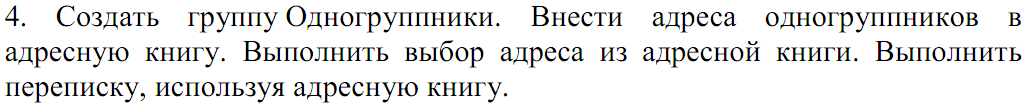 4. Создать группу Одногруппники. Внести адреса одногруппников в
адресную книгу. Выполнить выбор адреса из адресной книги. Выполнить
переписку, используя адресную книгу.